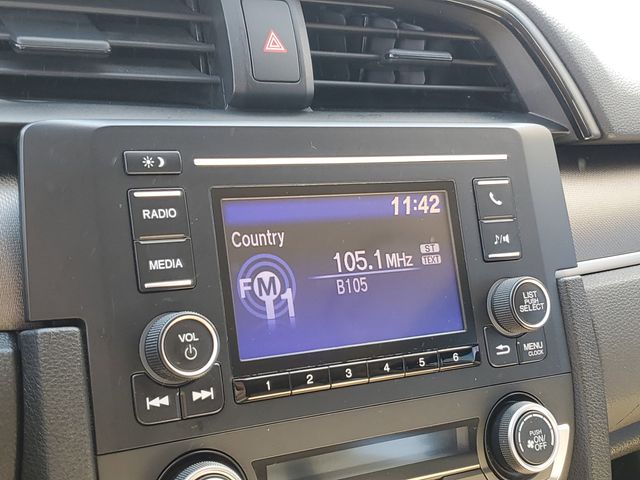 RADIO
MEDIA
VOL
11:42
Country
105.1 MHz
ST
TEXT
B105
FM 1
1 2 3 4 5 6
LIST
PUSH
SELECT
MENU
CLOCK
PUSH
ON/
OFF